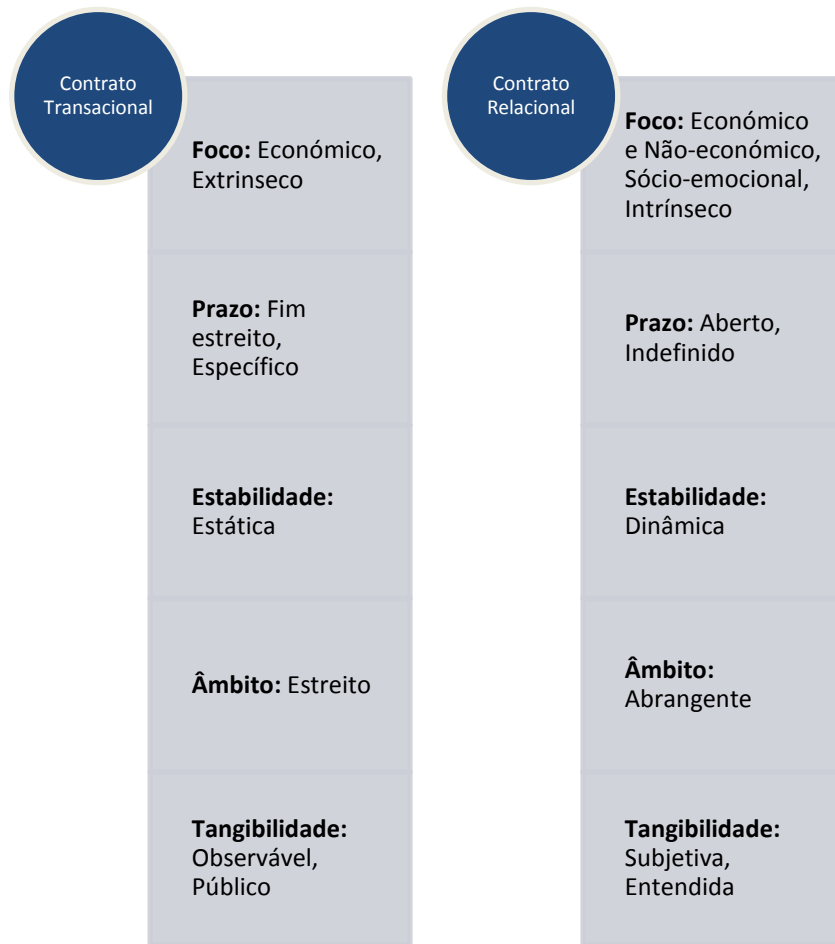 Contrato
Transacional
Foco: Económico,
Extrinseco
Prazo: Fim
estreito,
Específico
Estabilidade:
Estática
Âmbito: Estreito
Tangibilidade:
Observável,
Público
Contrato
Relacional
Foco: Económico
e Não-económico,
Sócio-emocional,
Intrínseco
Prazo: Aberto,
Indefinido
Estabilidade:
Dinâmica
Âmbito:
Abrangente
Tangibilidade:
Subjetiva,
Entendida